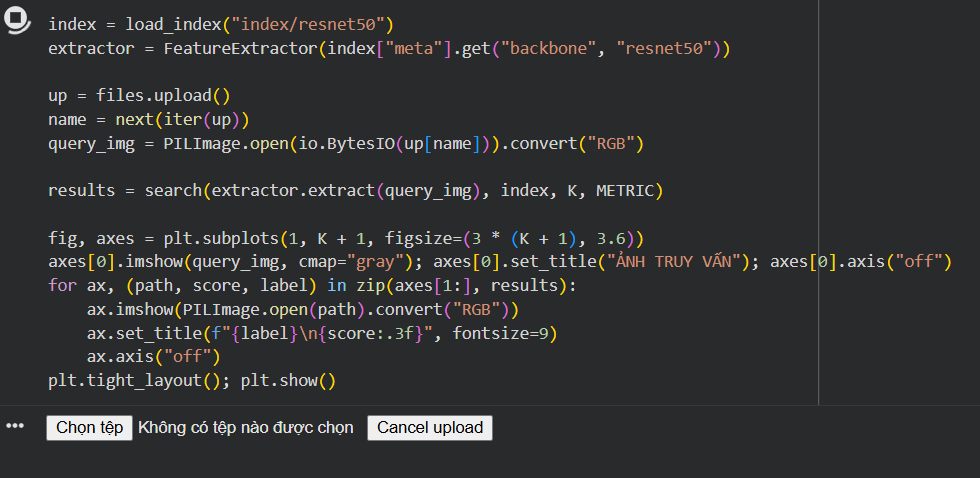 index = load_index("index/resnet50")
extractor = FeatureExtractor(index["meta"].get("backbone", "resnet50"))
up = files.upload()
name = next(iter(up))
query_img = PILImage.open(io.BytesIO(up[name])).convert("RGB")
results = search(extractor.extract(query_img), index, K, METRIC)
fig, axes = plt.subplots(1, K + 1, figsize=(3 * (K + 1), 3.6))
axes[0].imshow(query_img, cmap="gray"); axes[0].set_title("ẢNH TRUY VẤN"); axes[0].axis("off")
for ax, (path, score, label) in zip(axes[1:], results):
    ax.imshow(PILImage.open(path).convert("RGB"))
    ax.set_title(f"{label}\n{score:.3f}", fontsize=9)
    ax.axis("off")
plt.tight_layout(); plt.show()
Chọn tệp Không có tệp nào được chọn Cancel upload